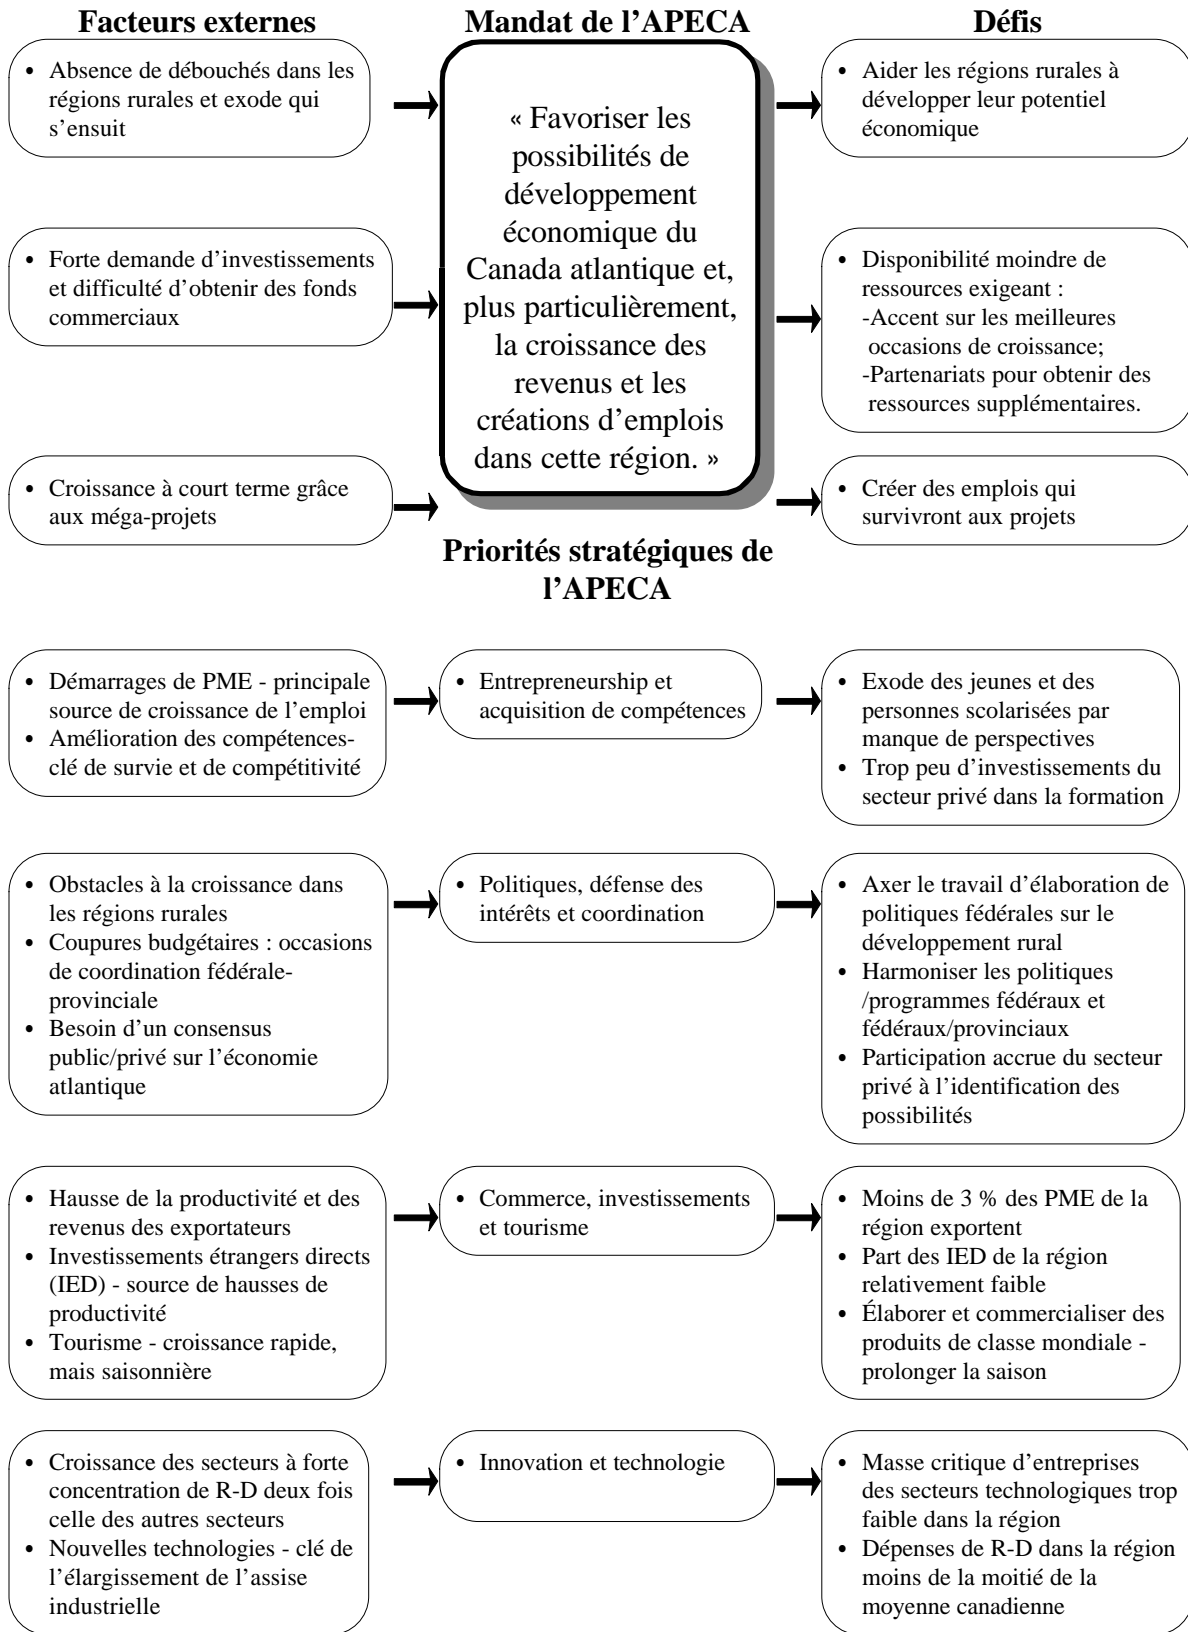 Facteurs externes
Mandat de l’APECA
Défis
• Absence de débouchés dans les
régions rurales et exode qui
s’ensuit
« Favoriser les
possibilités de
développement
économique du
Canada atlantique et,
plus particulièrement,
la croissance des
revenus et les
créations d’emplois
dans cette région. »
• Aider les régions rurales à
développer leur potentiel
économique
• Forte demande d’investissements
et difficulté d’obtenir des fonds
commerciaux
• Disponibilité moindre de
ressources exigeant :
-Accent sur les meilleures
occasions de croissance;
-Partenariats pour obtenir des
ressources supplémentaires.
• Croissance à court terme grâce
aux méga-projets
• Créer des emplois qui
survivront aux projets
Priorités stratégiques de
l’APECA
• Démarrages de PME - principale
source de croissance de l’emploi
• Amélioration des compétences-
clé de survie et de compétitivité
• Entrepreneurship et
acquisition de compétences
• Exode des jeunes et des
personnes scolarisées par
manque de perspectives
• Trop peu d’investissements du
secteur privé dans la formation
• Obstacles à la croissance dans
les régions rurales
• Coupures budgétaires : occasions
de coordination fédérale-
provinciale
• Besoin d’un consensus
public/privé sur l’économie
atlantique
• Politiques, défense des
intérêts et coordination
• Axer le travail d’élaboration de
politiques fédérales sur le
développement rural
• Harmoniser les politiques
/programmes fédéraux et
fédéraux/provinciaux
• Participation accrue du secteur
privé à l’identification des
possibilités
• Hausse de la productivité et des
revenus des exportateurs
• Investissements étrangers directs
(IED) - source de hausses de
productivité
• Tourisme - croissance rapide,
mais saisonnière
• Commerce, investissements
et tourisme
• Moins de 3 % des PME de la
région exportent
• Part des IED de la région
relativement faible
• Élaborer et commercialiser des
produits de classe mondiale -
prolonger la saison
• Croissance des secteurs à forte
concentration de R-D deux fois
celle des autres secteurs
• Nouvelles technologies - clé de
l’élargissement de l’assise
industrielle
• Innovation et technologie
• Masse critique d’entreprises
des secteurs technologiques trop
faible dans la région
• Dépenses de R-D dans la région
moins de la moitié de la
moyenne canadienne